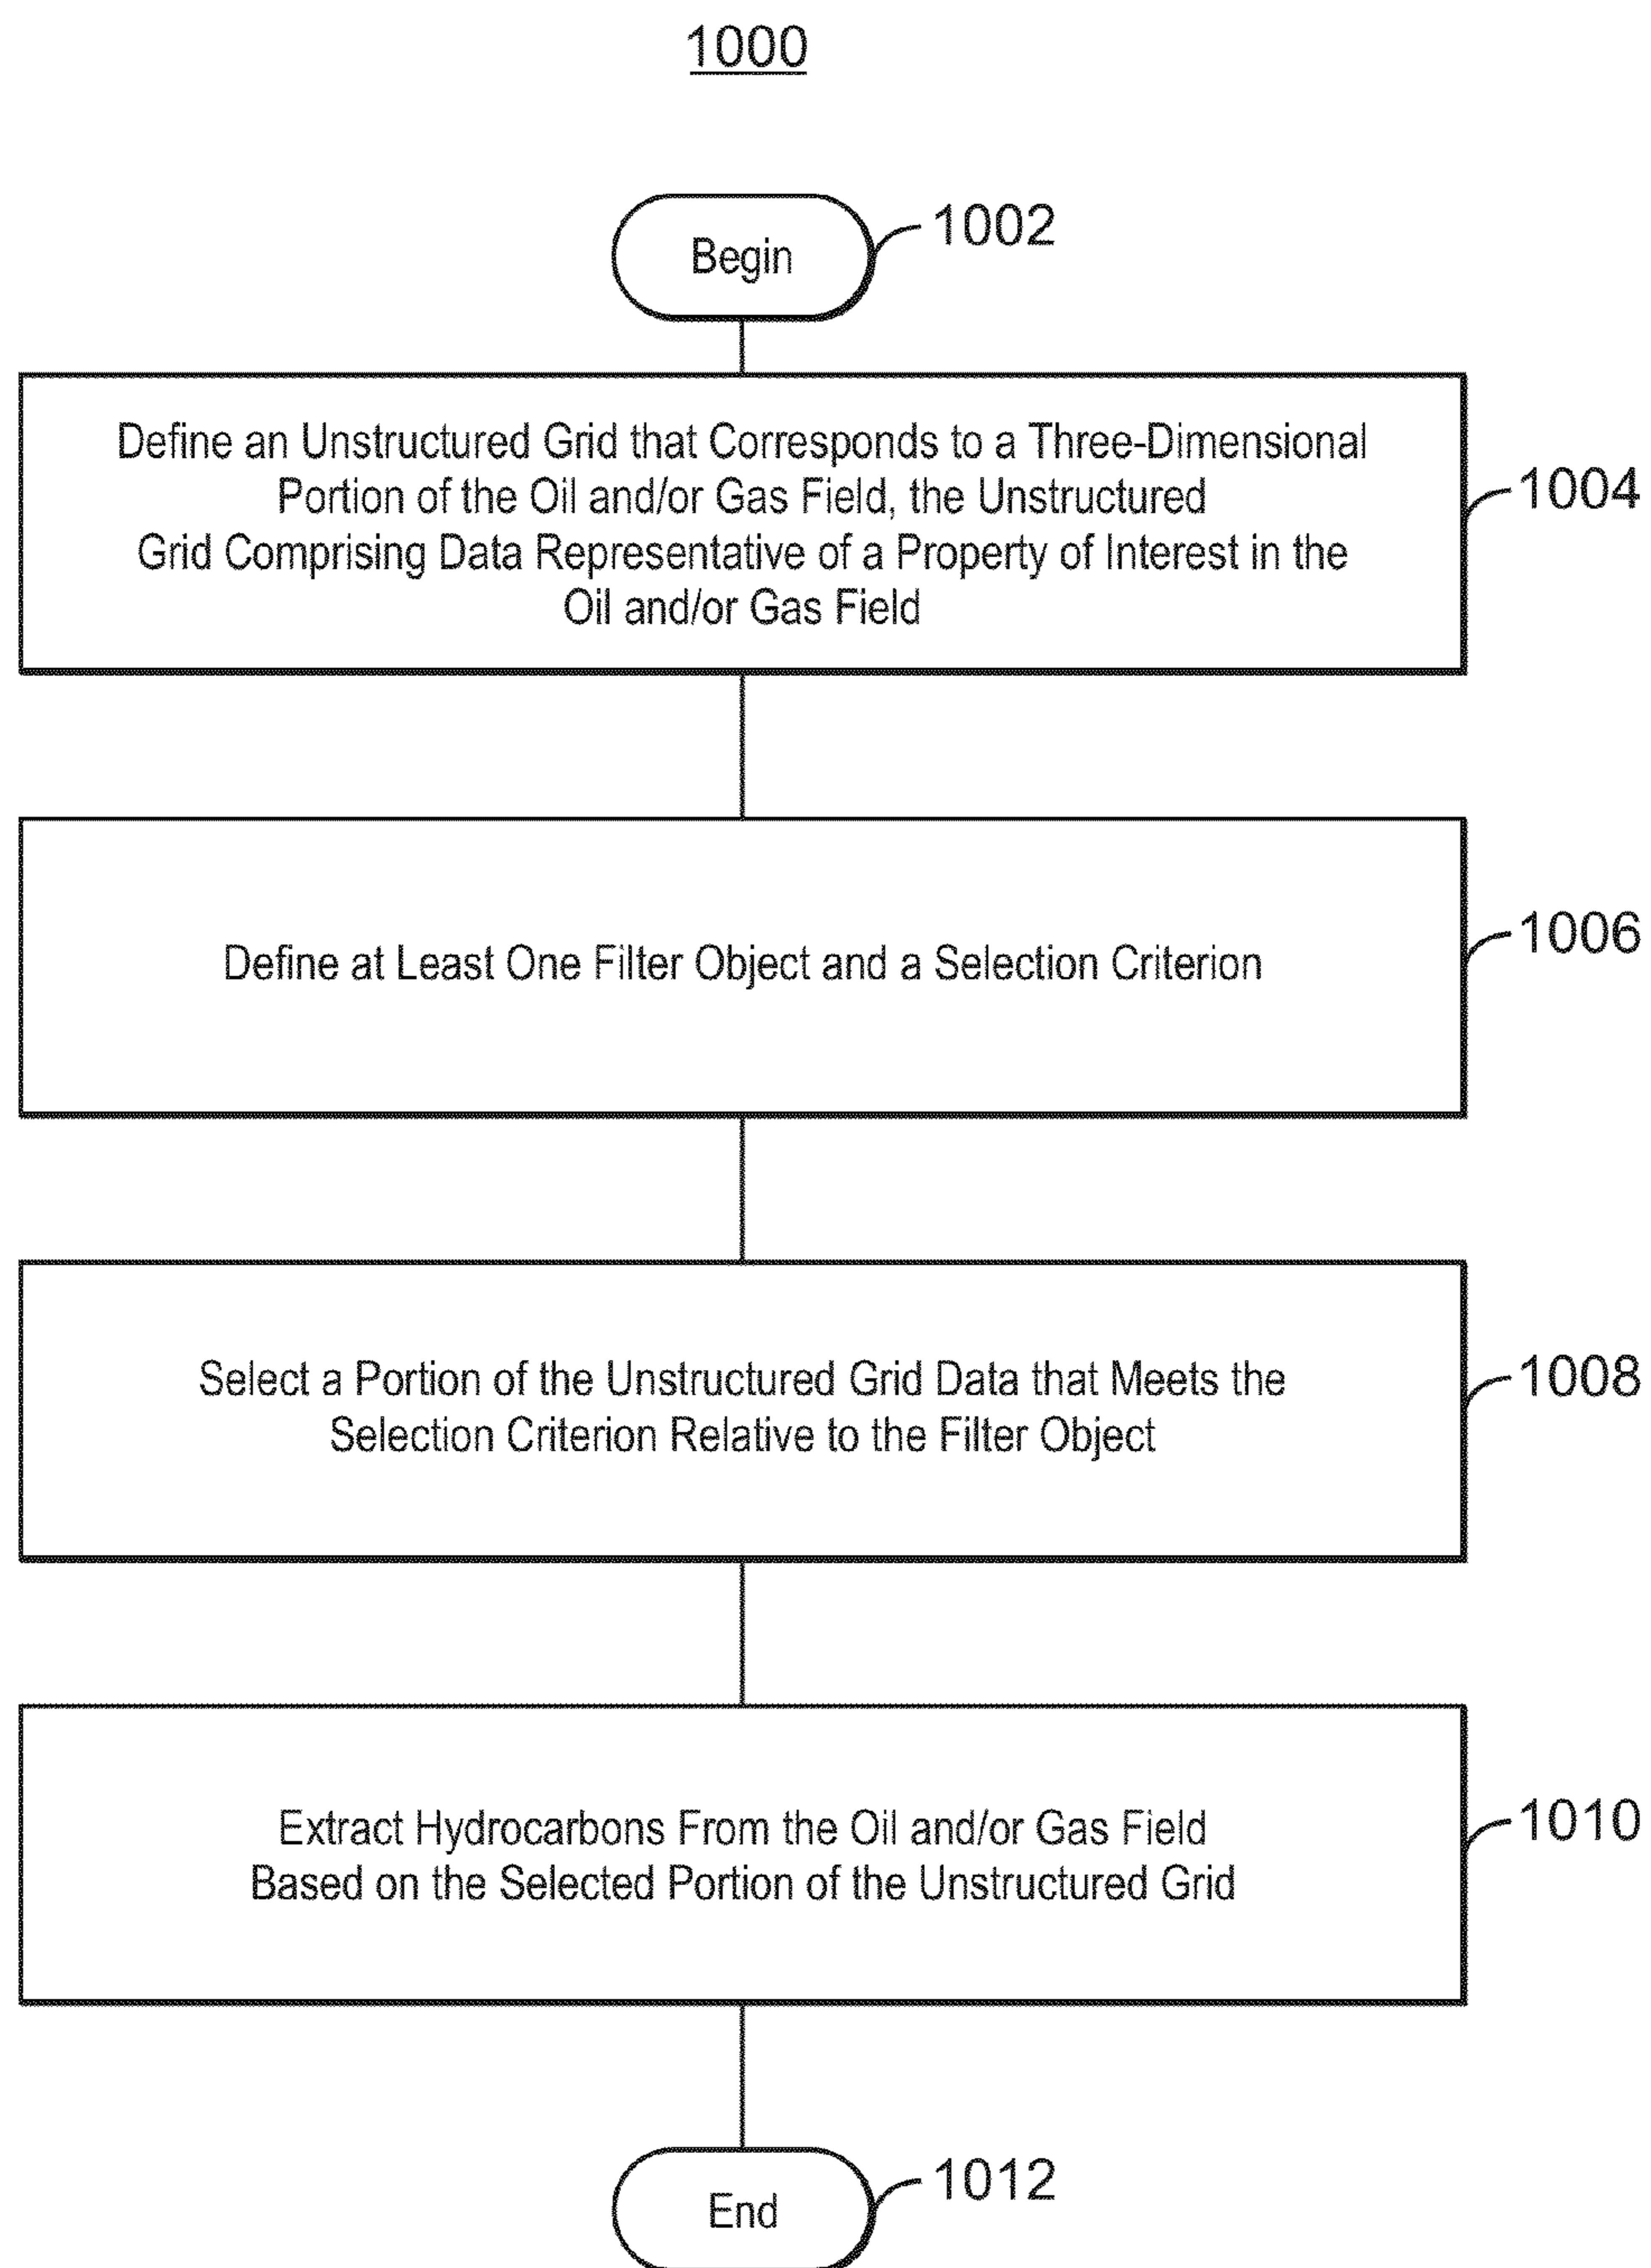 1000
Begin
1002
Define an Unstructured Grid that Corresponds to a Three-Dimensional
Portion of the Oil and/or Gas Field, the Unstructured
Grid Comprising Data Representative of a Property of Interest in the
Oil and/or Gas Field
1004
Define at Least One Filter Object and a Selection Criterion
1006
Select a Portion of the Unstructured Grid Data that Meets the
Selection Criterion Relative to the Filter Object
1008
Extract Hydrocarbons From the Oil and/or Gas Field
Based on the Selected Portion of the Unstructured Grid
1010
End
1012